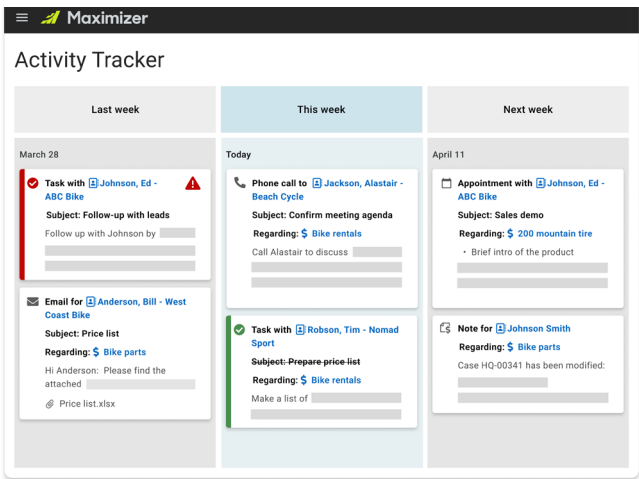 Maximizer
Activity Tracker
Last week
This week
Next week
March 28
Task with Johnson, Ed -
ABC Bike
Subject: Follow-up with leads
Follow up with Johnson by
Email for Anderson, Bill - West
Coast Bike
Subject: Price list
Regarding: $ Bike parts
Hi Anderson: Please find the
attached
Price list.xlsx
Today
Phone call to Jackson, Alastair -
Beach Cycle
Subject: Confirm meeting agenda
Regarding: $ Bike rentals
Call Alastair to discuss
Task with Robson, Tim - Nomad
Sport
Subject: Prepare price list
Regarding: $ Bike rentals
Make a list of
April 11
Appointment with Johnson, Ed -
ABC Bike
Subject: Sales demo
Regarding: $ 200 mountain tire
• Brief intro of the product
Note for Johnson Smith
Regarding: $ Bike parts
Case HQ-00341 has been modified: